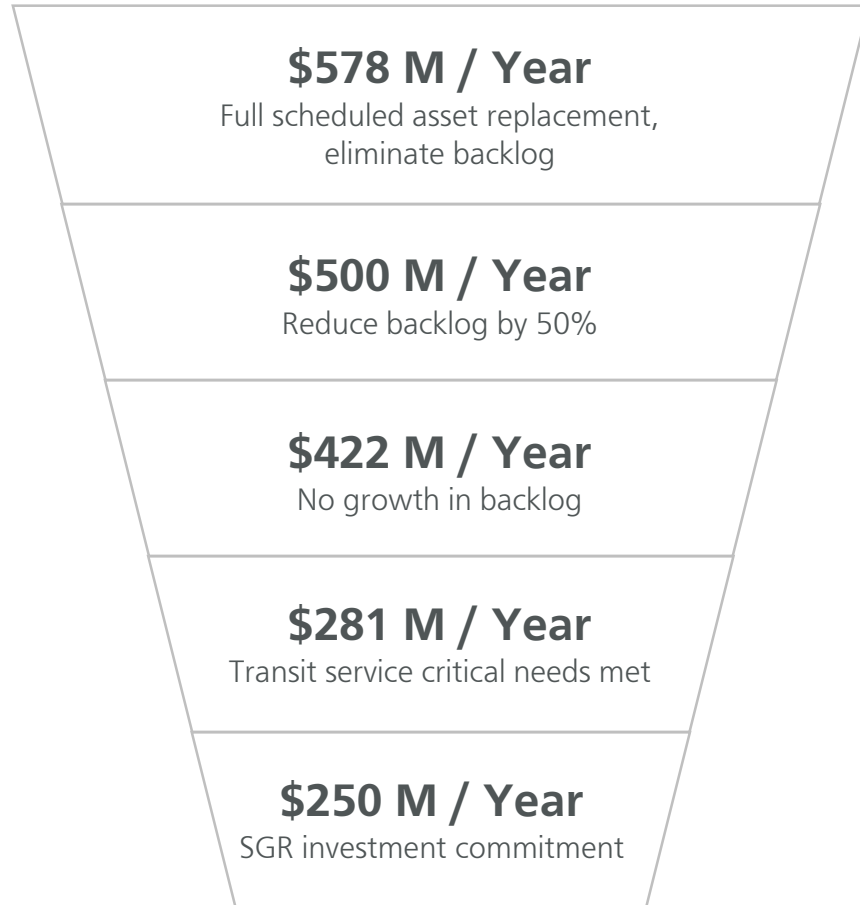 $578 M / Year
Full scheduled asset replacement,
eliminate backlog
$500 M / Year
Reduce backlog by 50%
$422 M / Year
No growth in backlog
$281 M / Year
Transit service critical needs met
$250 M / Year
SGR investment commitment